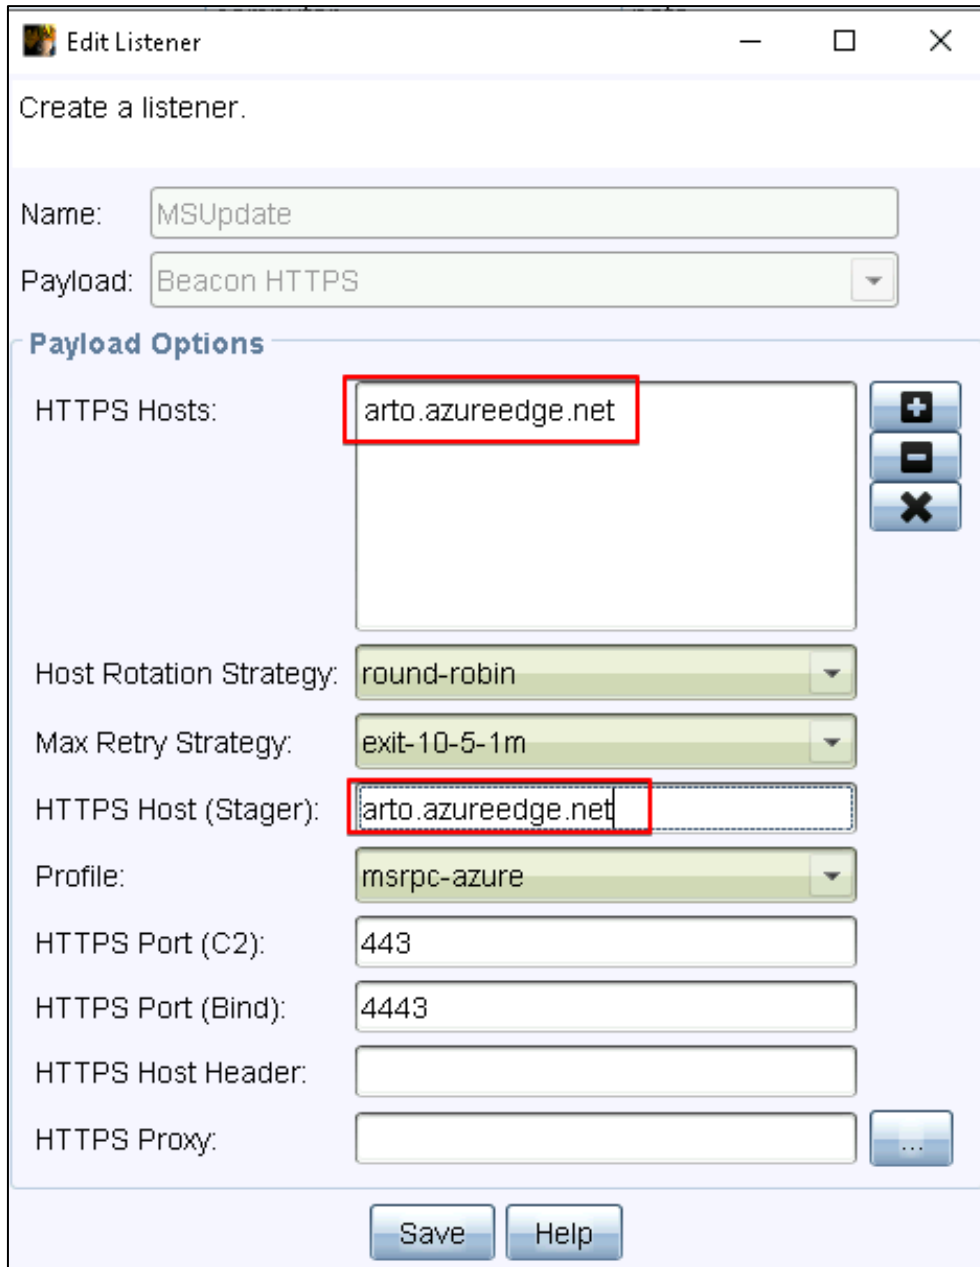 Edit Listener
Create a listener.
Name: MSUpdate
Payload: Beacon HTTPS
Payload Options
HTTPS Hosts: arto.azureedge.net
Host Rotation Strategy: round-robin
Max Retry Strategy: exit-10-5-1m
HTTPS Host (Stager): arto.azureedge.net
Profile: msrpc-azure
HTTPS Port (C2): 443
HTTPS Port (Bind): 4443
HTTPS Host Header:
HTTPS Proxy: ...
Save Help